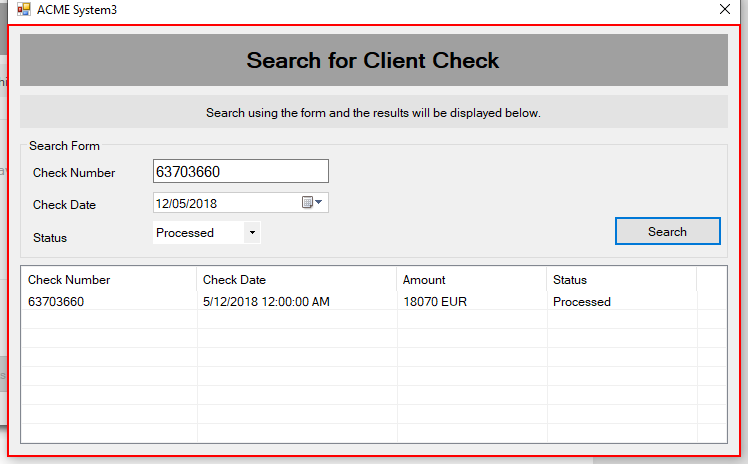 ACME System3
Search for Client Check
Search using the form and the results will be displayed below.
Search Form
Check Number 63703660
Check Date 12/05/2018
Status Processed Search
Check Number Check Date Amount Status
63703660 5/12/2018 12:00:00 AM 18070 EUR Processed